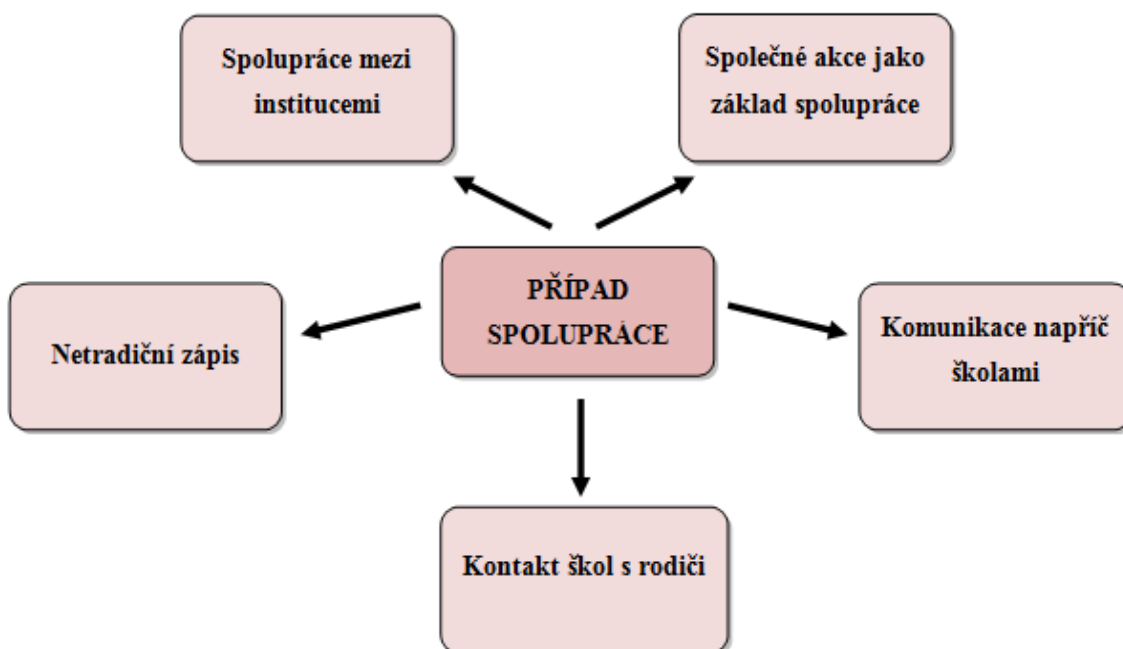 Spolupráce mezi
institucemi
Společné akce jako
základ spolupráce
PŘÍPAD
SPOLUPRÁCE
Netradiční zápis
Komunikace napříč
školami
Kontakt škol s rodiči